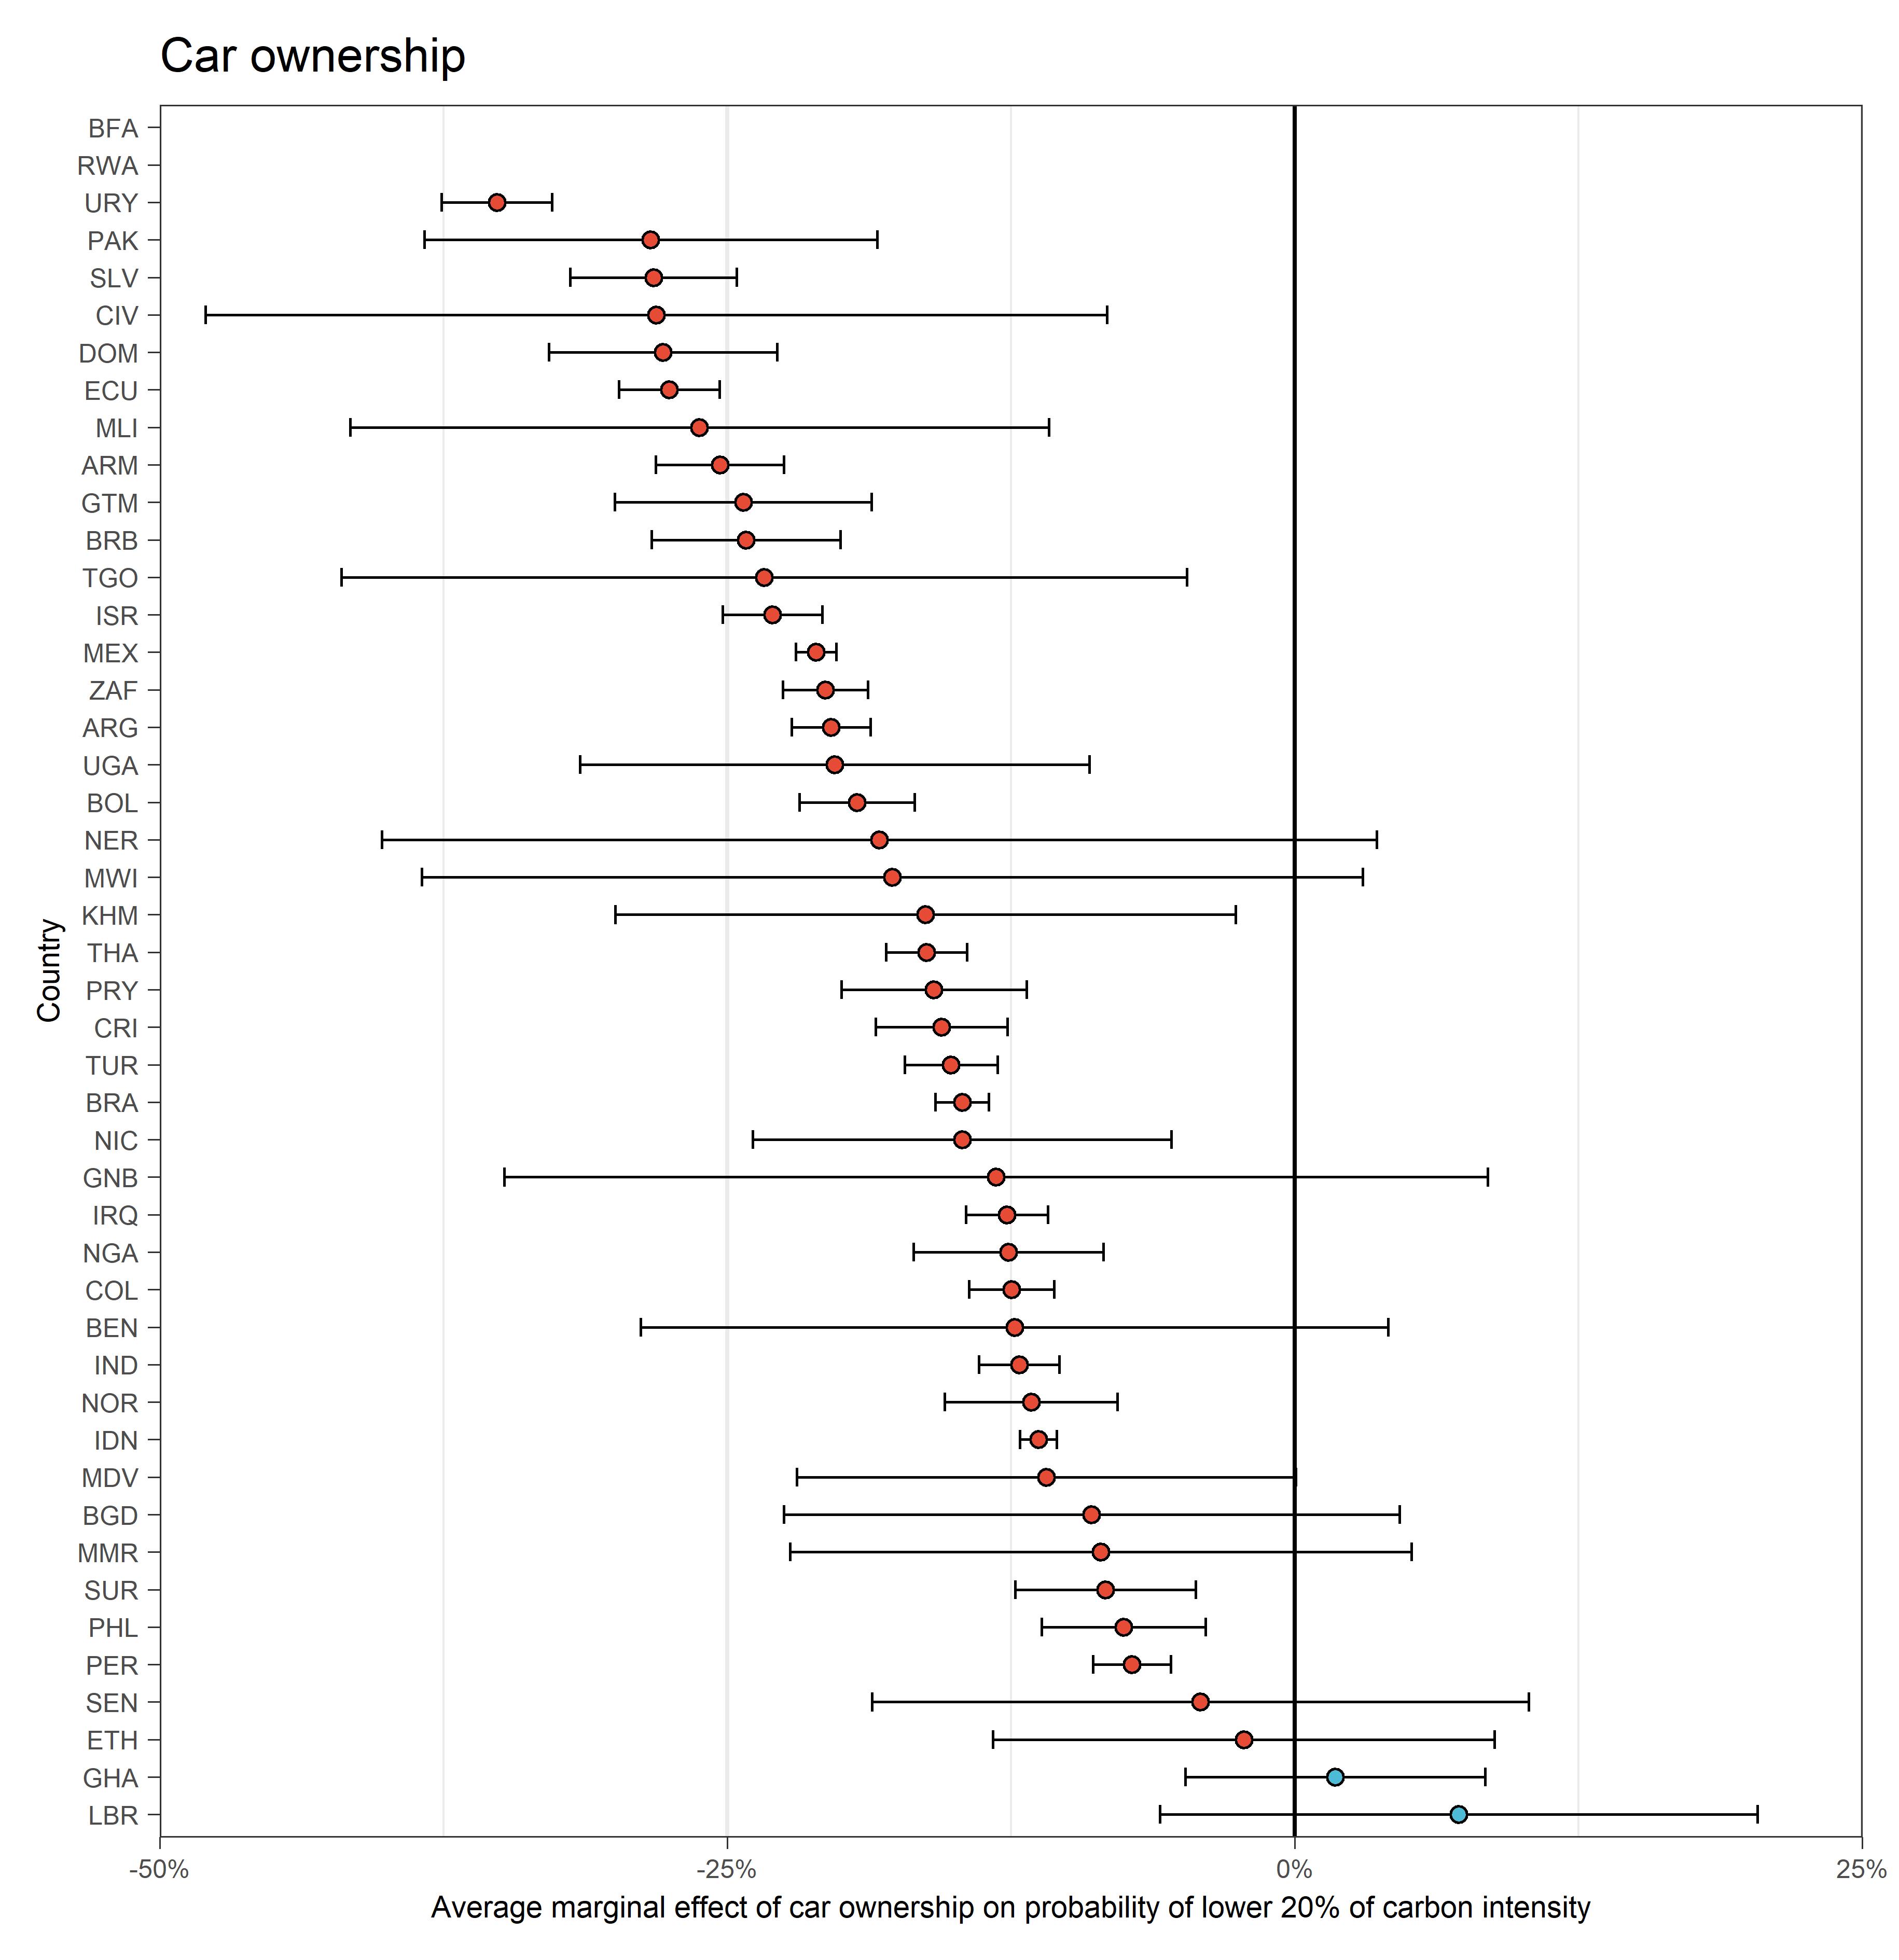 Car ownership
Country
BFA
RWA
URY
PAK
SLV
CIV
DOM
ECU
MLI
ARM
GTM
BRB
TGO
ISR
MEX
ZAF
ARG
UGA
BOL
NER
MWI
KHM
THA
PRY
CRI
TUR
BRA
NIC
GNB
IRQ
NGA
COL
BEN
IND
NOR
IDN
MDV
BGD
MMR
SUR
PHL
PER
SEN
ETH
GHA
LBR
-50% -25% 0% 25%
Average marginal effect of car ownership on probability of lower 20% of carbon intensity